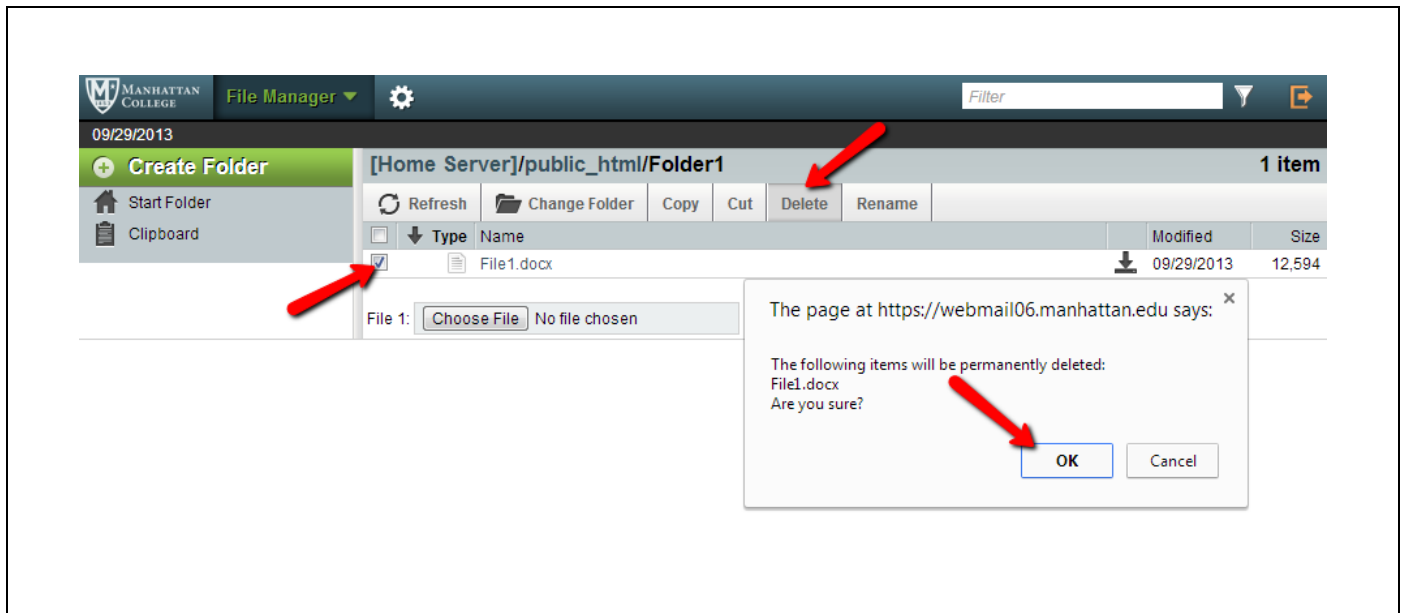 MANHATTAN
COLLEGE
File Manager
Filter
09/29/2013
Create Folder
[Home Server]/public_html/Folder1
1 item
Start Folder
Refresh Change Folder Copy Cut Delete Rename
Clipboard
Type Name Modified Size
File1.docx 09/29/2013 12,594
File 1: Choose File No file chosen
The page at https://webmail06.manhattan.edu says:
The following items will be permanently deleted:
File1.docx
Are you sure?
OK Cancel